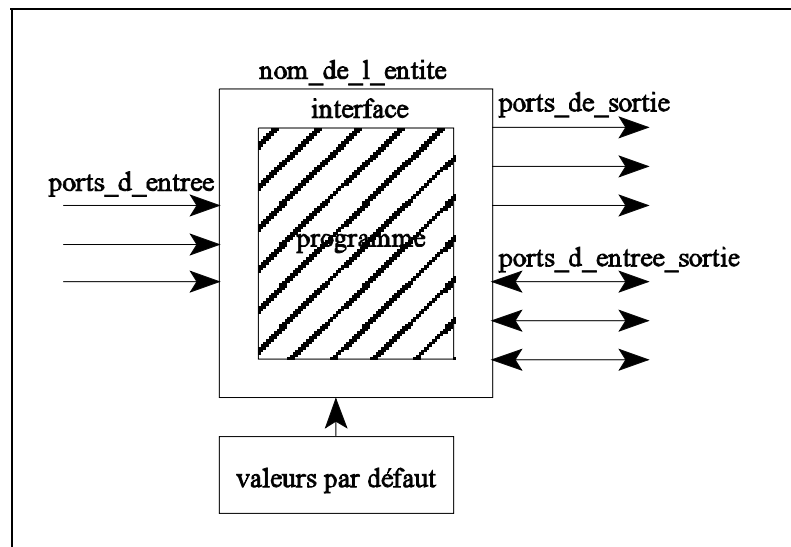 nom_de_l_entite
interface
ports_de_sortie
ports_d_entree
programme
ports_d_entree_sortie
valeurs par défaut